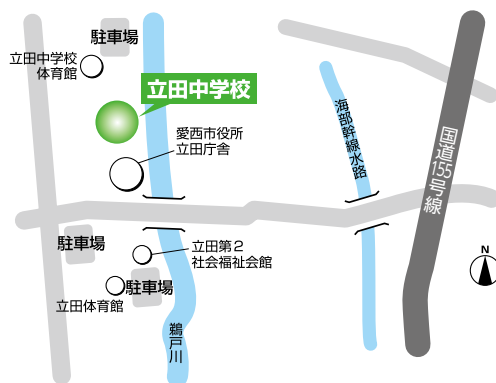 駐車場
立田中学校
体育館
立田中学校
愛西市役所
立田庁舎
海部幹線水路
国道155号線
駐車場
立田第2
社会福祉会館
駐車場
立田体育館
鵜戸川
N